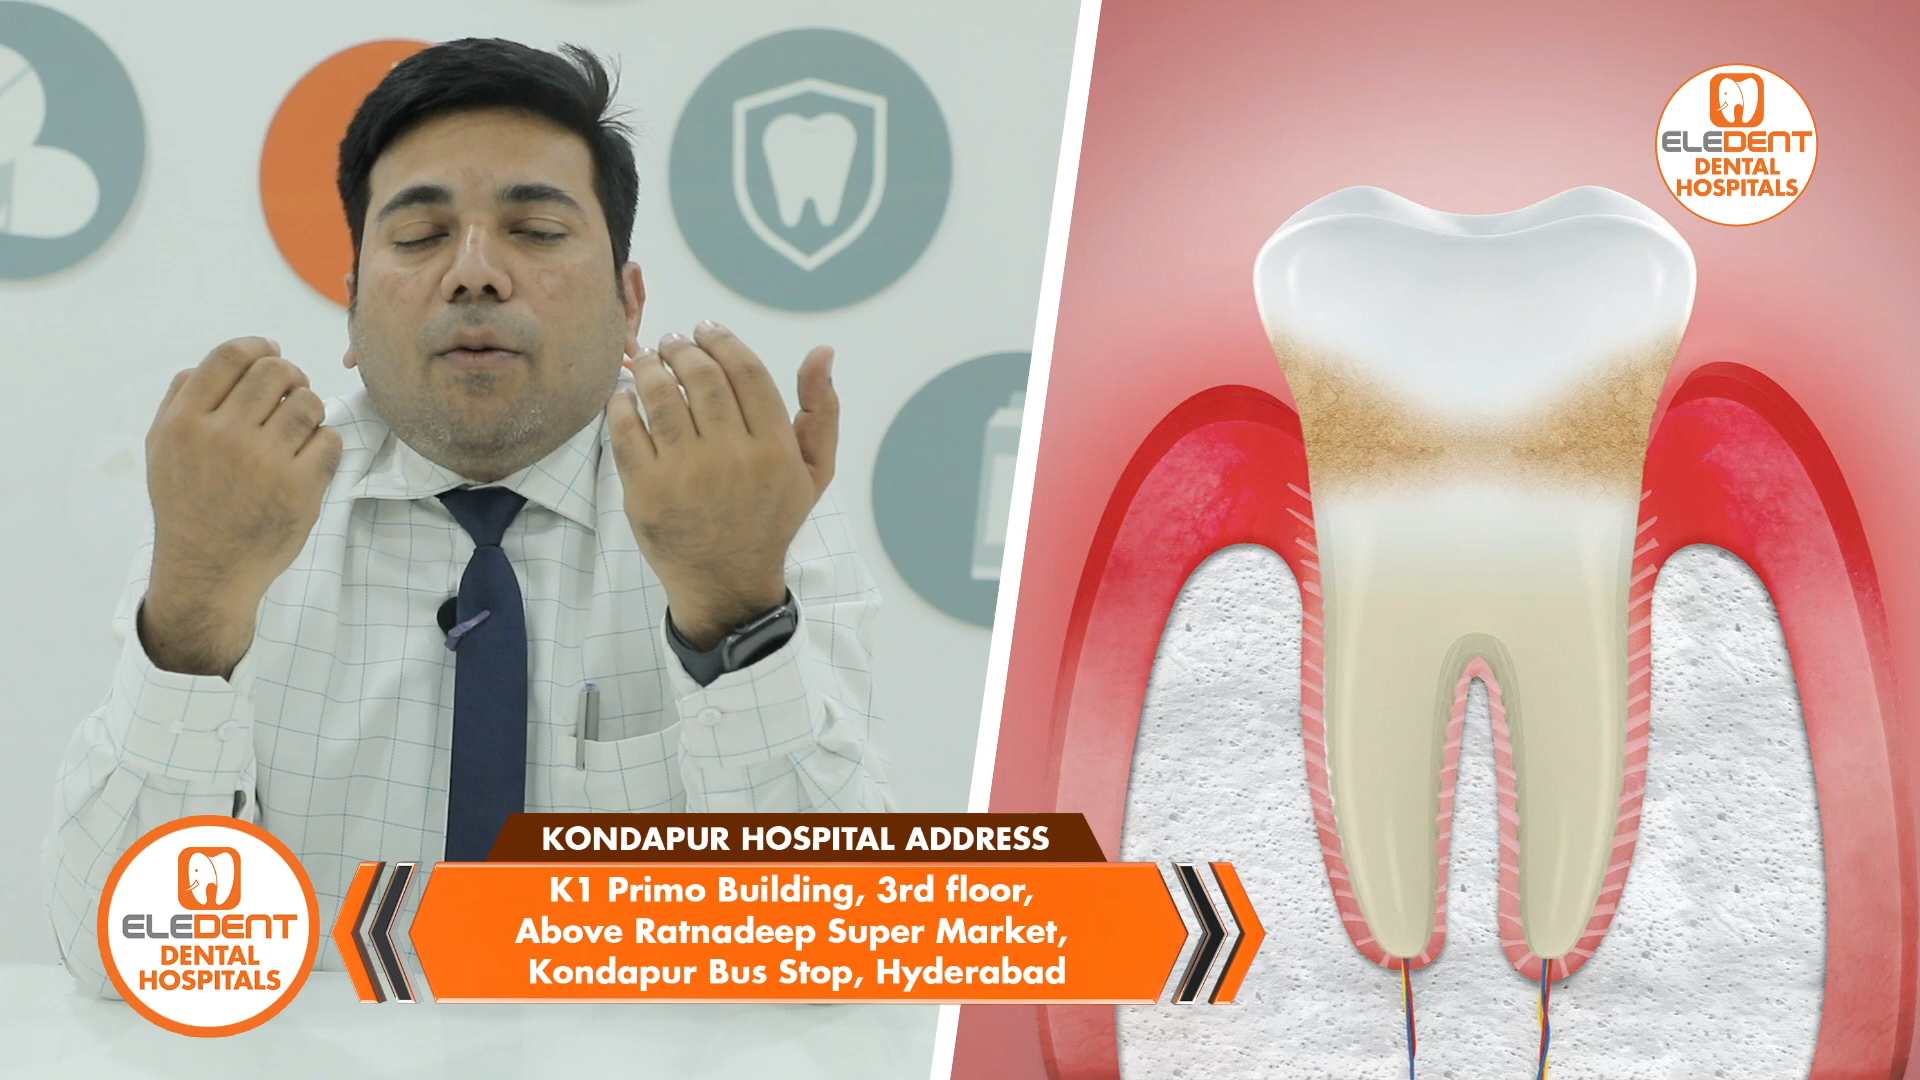 ELEDENT
DENTAL
HOSPITALS
KONDAPUR HOSPITAL ADDRESS
K1 Primo Building, 3rd floor,
Above Ratnadeep Super Market,
Kondapur Bus Stop, Hyderabad
ELEDENT
DENTAL
HOSPITALS